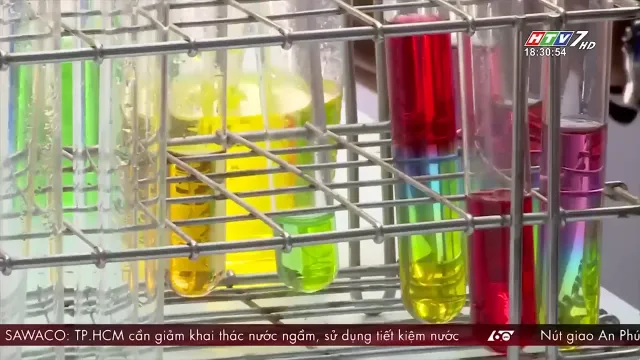 HTV7 HD
18:30:54
SAWACO: TP.HCM cần giảm khai thác nước ngầm, sử dụng tiết kiệm nước
60
Nút giao An Phú